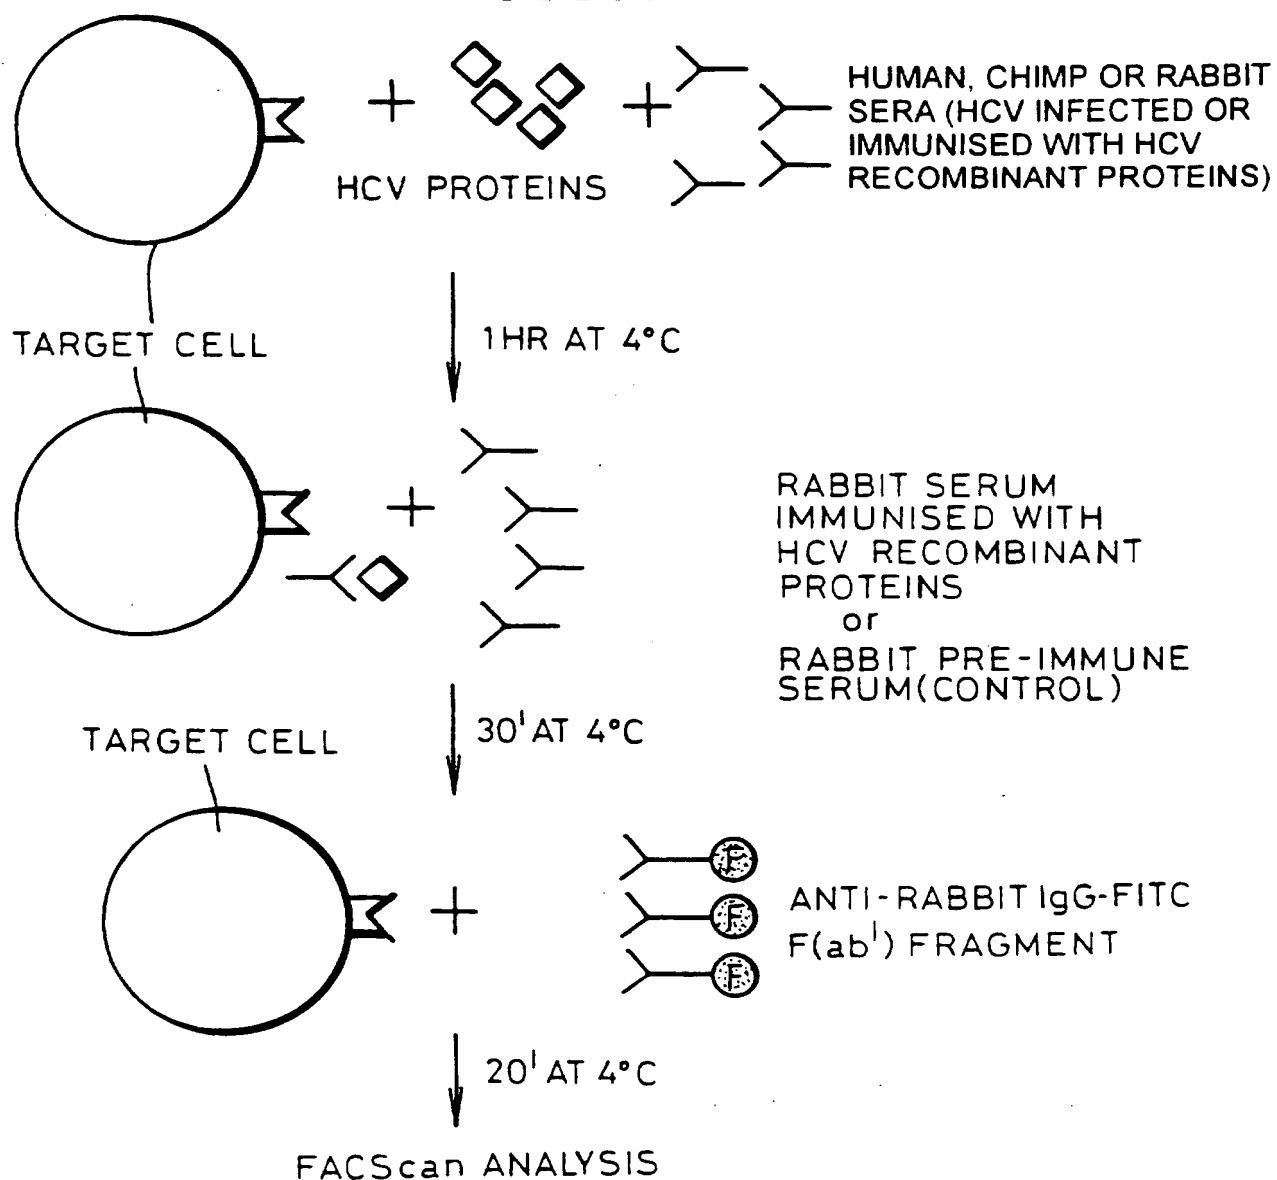 HUMAN, CHIMP OR RABBIT
SERA (HCV INFECTED OR
IMMUNISED WITH HCV
RECOMBINANT PROTEINS)
HCV PROTEINS
TARGET CELL
1HR AT 4°C
RABBIT SERUM
IMMUNISED WITH
HCV RECOMBINANT
PROTEINS
or
RABBIT PRE-IMMUNE
SERUM(CONTROL)
30' AT 4°C
TARGET CELL
F
F
F
ANTI-RABBIT IgG-FITC
F(ab') FRAGMENT
20' AT 4°C
FACScan ANALYSIS